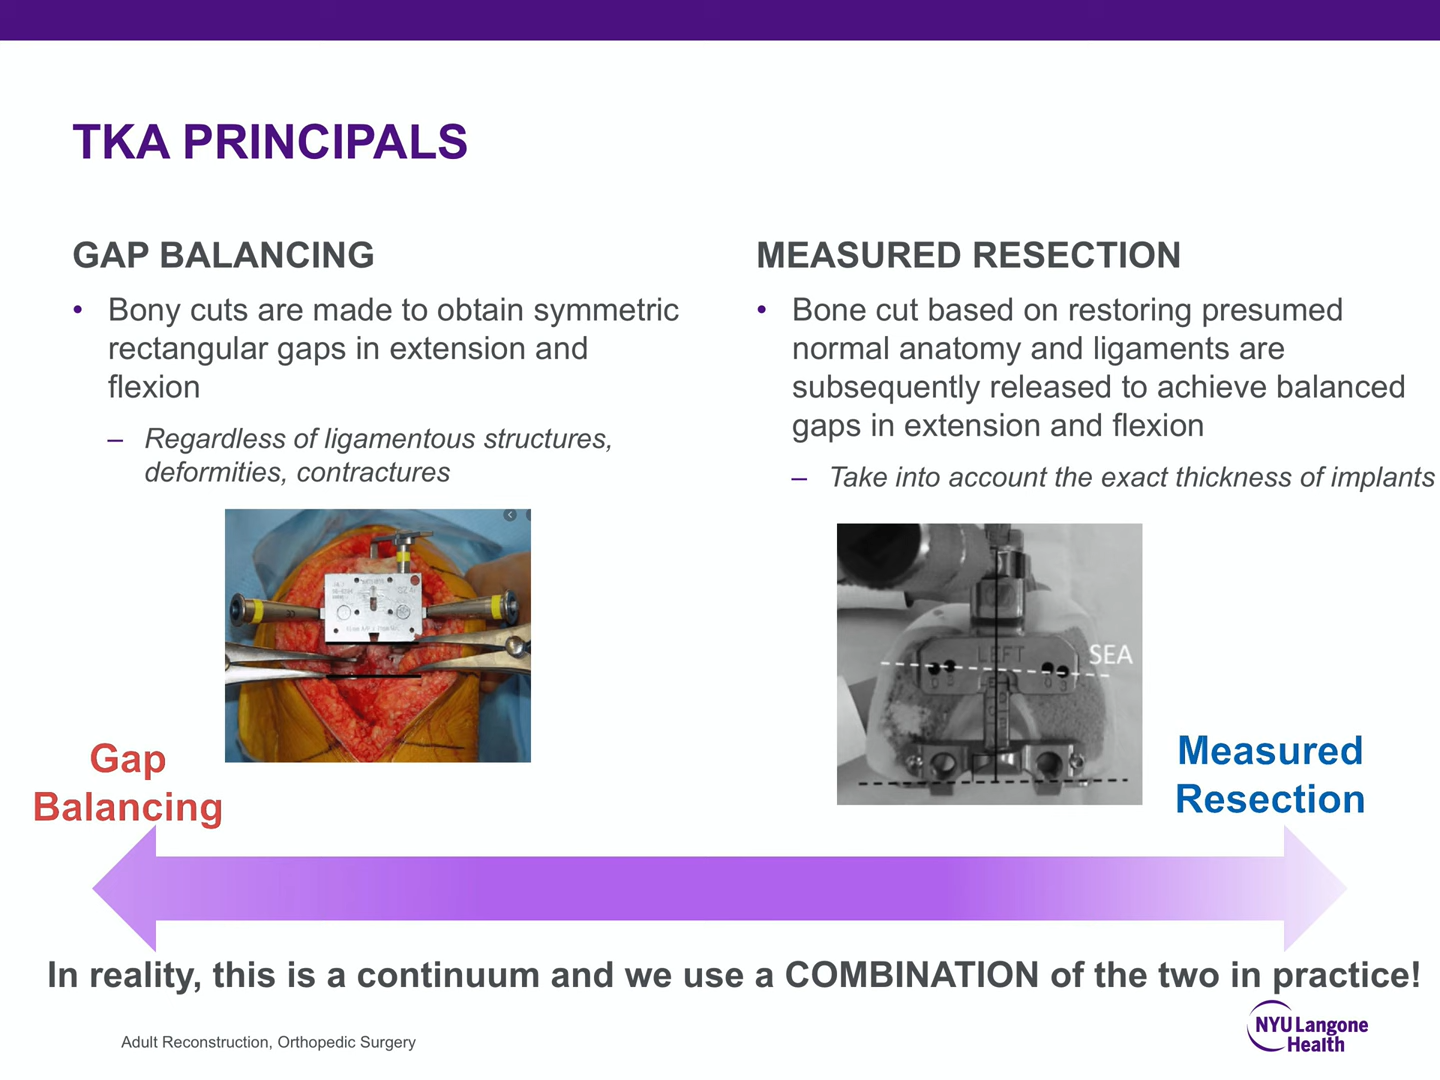 TKA PRINCIPALS
GAP BALANCING
• Bony cuts are made to obtain symmetric
rectangular gaps in extension and
flexion
– Regardless of ligamentous structures,
deformities, contractures
MEASURED RESECTION
• Bone cut based on restoring presumed
normal anatomy and ligaments are
subsequently released to achieve balanced
gaps in extension and flexion
– Take into account the exact thickness of implants
LEFT
SEA
Gap
Balancing
Measured
Resection
In reality, this is a continuum and we use a COMBINATION of the two in practice!
Adult Reconstruction, Orthopedic Surgery
NYU Langone
Health